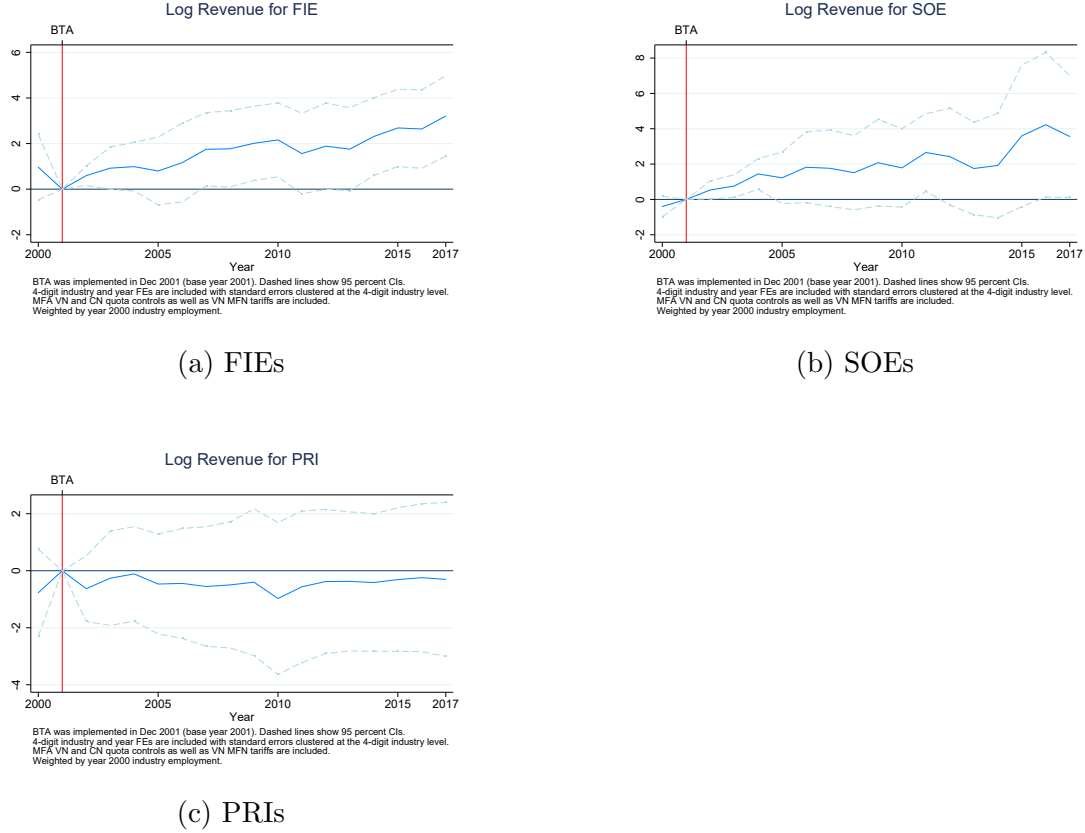 Log Revenue for FIE
BTA
6
4
2
0
-2
2000
2005
2010
2015
2017
Year
BTA was implemented in Dec 2001 (base year 2001). Dashed lines show 95 percent CIs.
4-digit industry and year FEs are included with standard errors clustered at the 4-digit industry level.
MFA VN and CN quota controls as well as VN MFN tariffs are included.
Weighted by year 2000 industry employment.
(a) FIEs
Log Revenue for SOE
BTA
8
6
4
2
0
-2
2000
2005
2010
2015
2017
Year
BTA was implemented in Dec 2001 (base year 2001). Dashed lines show 95 percent CIs.
4-digit industry and year FEs are included with standard errors clustered at the 4-digit industry level.
MFA VN and CN quota controls as well as VN MFN tariffs are included.
Weighted by year 2000 industry employment.
(b) SOEs
Log Revenue for PRI
BTA
2
0
-2
-4
2000
2005
2010
2015
2017
Year
BTA was implemented in Dec 2001 (base year 2001). Dashed lines show 95 percent CIs.
4-digit industry and year FEs are included with standard errors clustered at the 4-digit industry level.
MFA VN and CN quota controls as well as VN MFN tariffs are included.
Weighted by year 2000 industry employment.
(c) PRIs